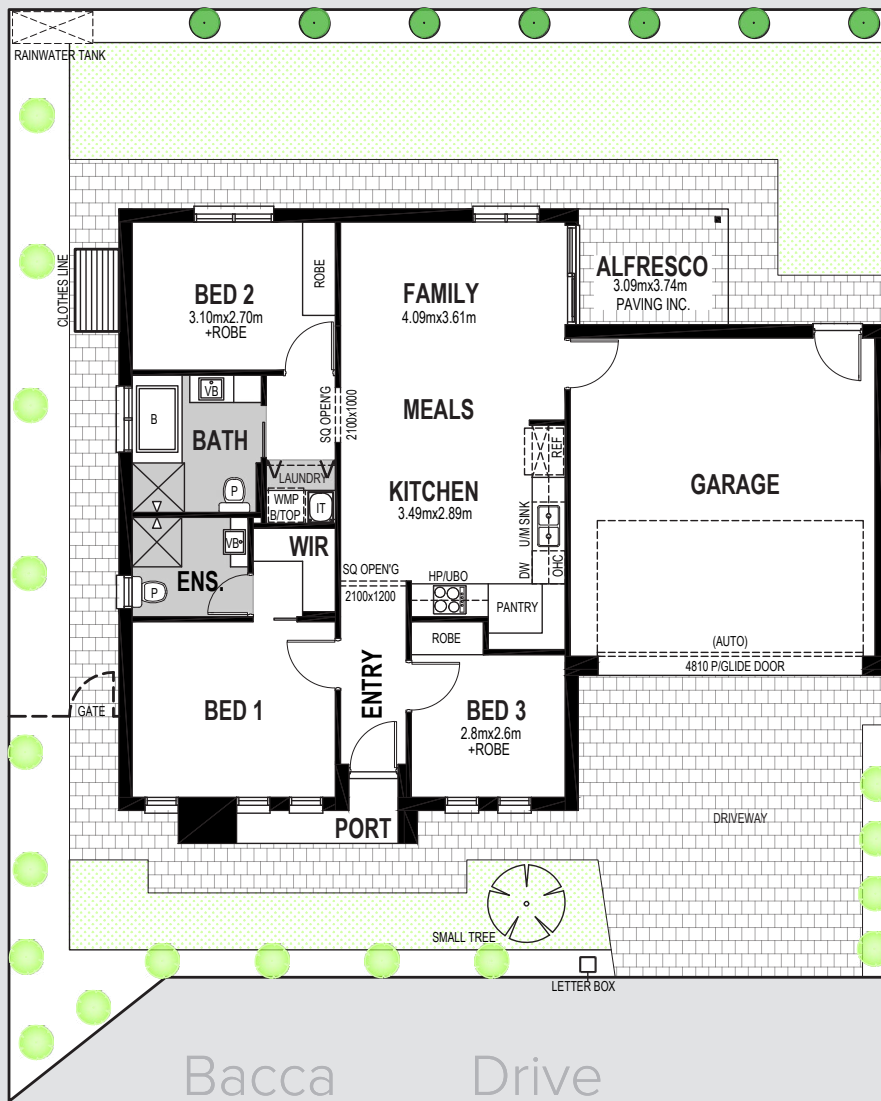 RAINWATER TANK
CLOTHES LINE
BED 2
3.10mx2.70m
+ROBE
ROBE
FAMILY
4.09mx3.61m
ALFRESCO
3.09mx3.74m
PAVING INC.
B
VB
BATH
P
SQ OPEN'G
2100x1000
MEALS
LAUNDRY
WMP
B/TOP
IT
KITCHEN
3.49mx2.89m
REF
U/M SINK
DW
OHC
GARAGE
VB
ENS.
P
WIR
SQ OPEN'G
2100x1200
HP/UBO
PANTRY
ROBE
(AUTO)
4810 P/GLIDE DOOR
GATE
BED 1
ENTRY
BED 3
2.8mx2.6m
+ROBE
PORT
DRIVEWAY
SMALL TREE
LETTER BOX
Bacca Drive